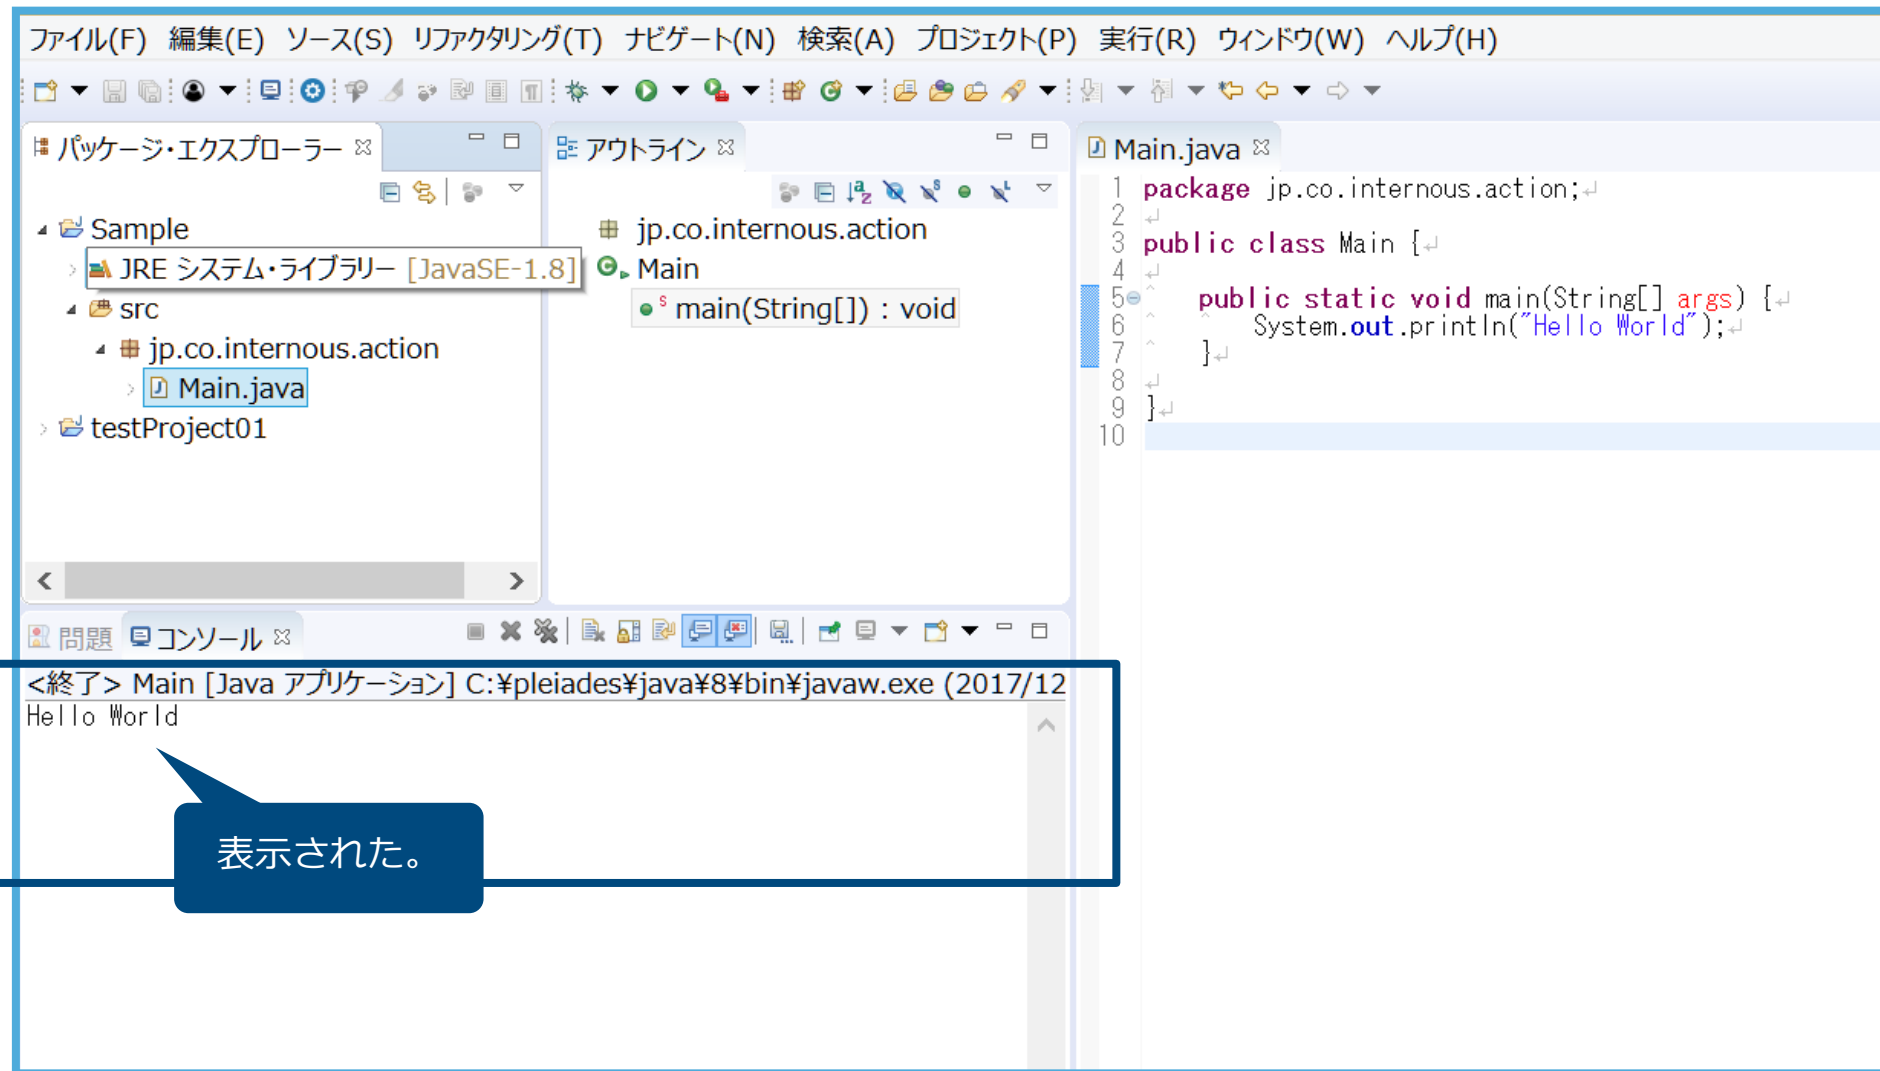 ファイル(F) 編集(E) ソース(S) リファクタリング(T) ナビゲート(N) 検索(A) プロジェクト(P) 実行(R) ウィンドウ(W) ヘルプ(H)
パッケージ・エクスプローラー
Sample
JRE システム・ライブラリー [JavaSE-1.8]
src
jp.co.internous.action
Main.java
testProject01
アウトライン
jp.co.internous.action
Main
main(String[]) : void
Main.java
1 package jp.co.internous.action;
2
3 public class Main {
4
5 public static void main(String[] args) {
6 System.out.println("Hello World");
7 }
8
9 }
10
問題 コンソール
<終了> Main [Java アプリケーション] C:¥pleiades¥java¥8¥bin¥javaw.exe (2017/12
Hello World
表示された。